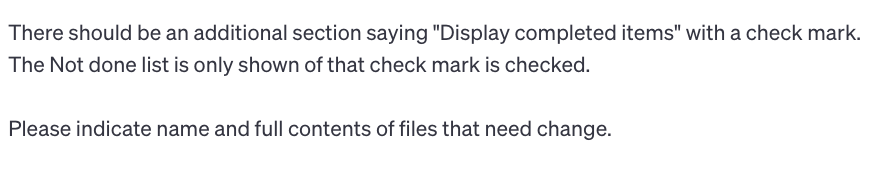 There should be an additional section saying "Display completed items" with a check mark.
The Not done list is only shown of that check mark is checked.
Please indicate name and full contents of files that need change.